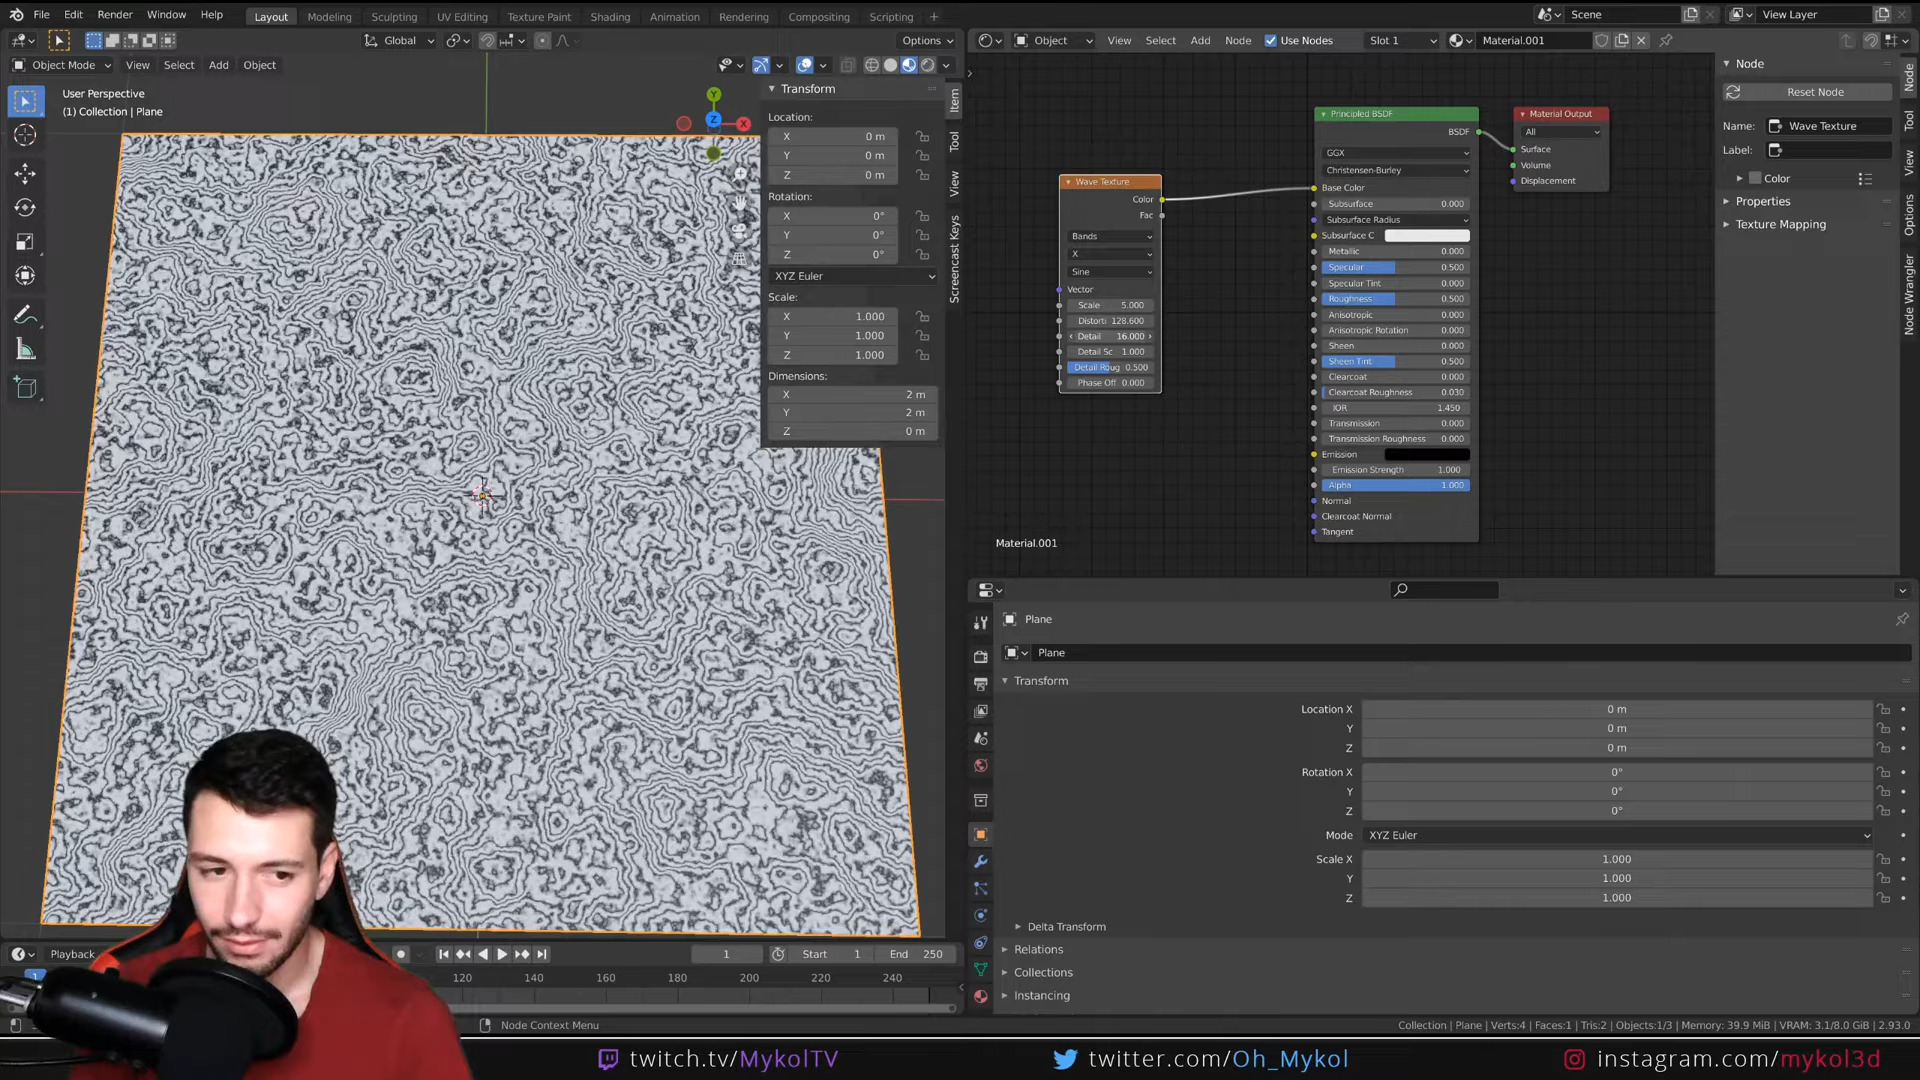 File Edit Render Window Help Layout Modeling Sculpting UV Editing Texture Paint Shading Animation Rendering Compositing Scripting + Scene View Layer
Global Options
Object View Select Add Node Use Nodes Slot 1 Material.001
Object Mode View Select Add Object
User Perspective
(1) Collection | Plane
Y
Z
X
Transform
Location:
X 0 m
Y 0 m
Z 0 m
Rotation:
X 0°
Y 0°
Z 0°
XYZ Euler
Scale:
X 1.000
Y 1.000
Z 1.000
Dimensions:
X 2 m
Y 2 m
Z 0 m
Item
Tool
View
Screencast Keys
Wave Texture
Color
Fac
Bands
X
Sine
Vector
Scale 5.000
Distorti 128.600
Detail 16.000
Detail Sc 1.000
Detail Roug 0.500
Phase Off 0.000
Principled BSDF
BSDF
GGX
Christensen-Burley
Base Color
Subsurface 0.000
Subsurface Radius
Subsurface C
Metallic 0.000
Specular 0.500
Specular Tint 0.000
Roughness 0.500
Anisotropic 0.000
Anisotropic Rotation 0.000
Sheen 0.000
Sheen Tint 0.500
Clearcoat 0.000
Clearcoat Roughness 0.030
IOR 1.450
Transmission 0.000
Transmission Roughness 0.000
Emission
Emission Strength 1.000
Alpha 1.000
Normal
Clearcoat Normal
Tangent
Material Output
All
Surface
Volume
Displacement
Material.001
Node
Reset Node
Name: Wave Texture
Label:
Color
Properties
Texture Mapping
Node
Tool
View
Options
Node Wrangler
Plane
Plane
Transform
Location X 0 m
Y 0 m
Z 0 m
Rotation X 0°
Y 0°
Z 0°
Mode XYZ Euler
Scale X 1.000
Y 1.000
Z 1.000
Delta Transform
Relations
Collections
Instancing
Playback 1 Start 1 End 250
1 120 140 160 180 200 220 240
Node Context Menu
Collection | Plane | Verts:4 | Faces:1 | Tris:2 | Objects:1/3 | Memory: 39.9 MiB | VRAM: 3.1/8.0 GiB | 2.93.0
twitch.tv/MykolTV twitter.com/Oh_Mykol instagram.com/mykol3d